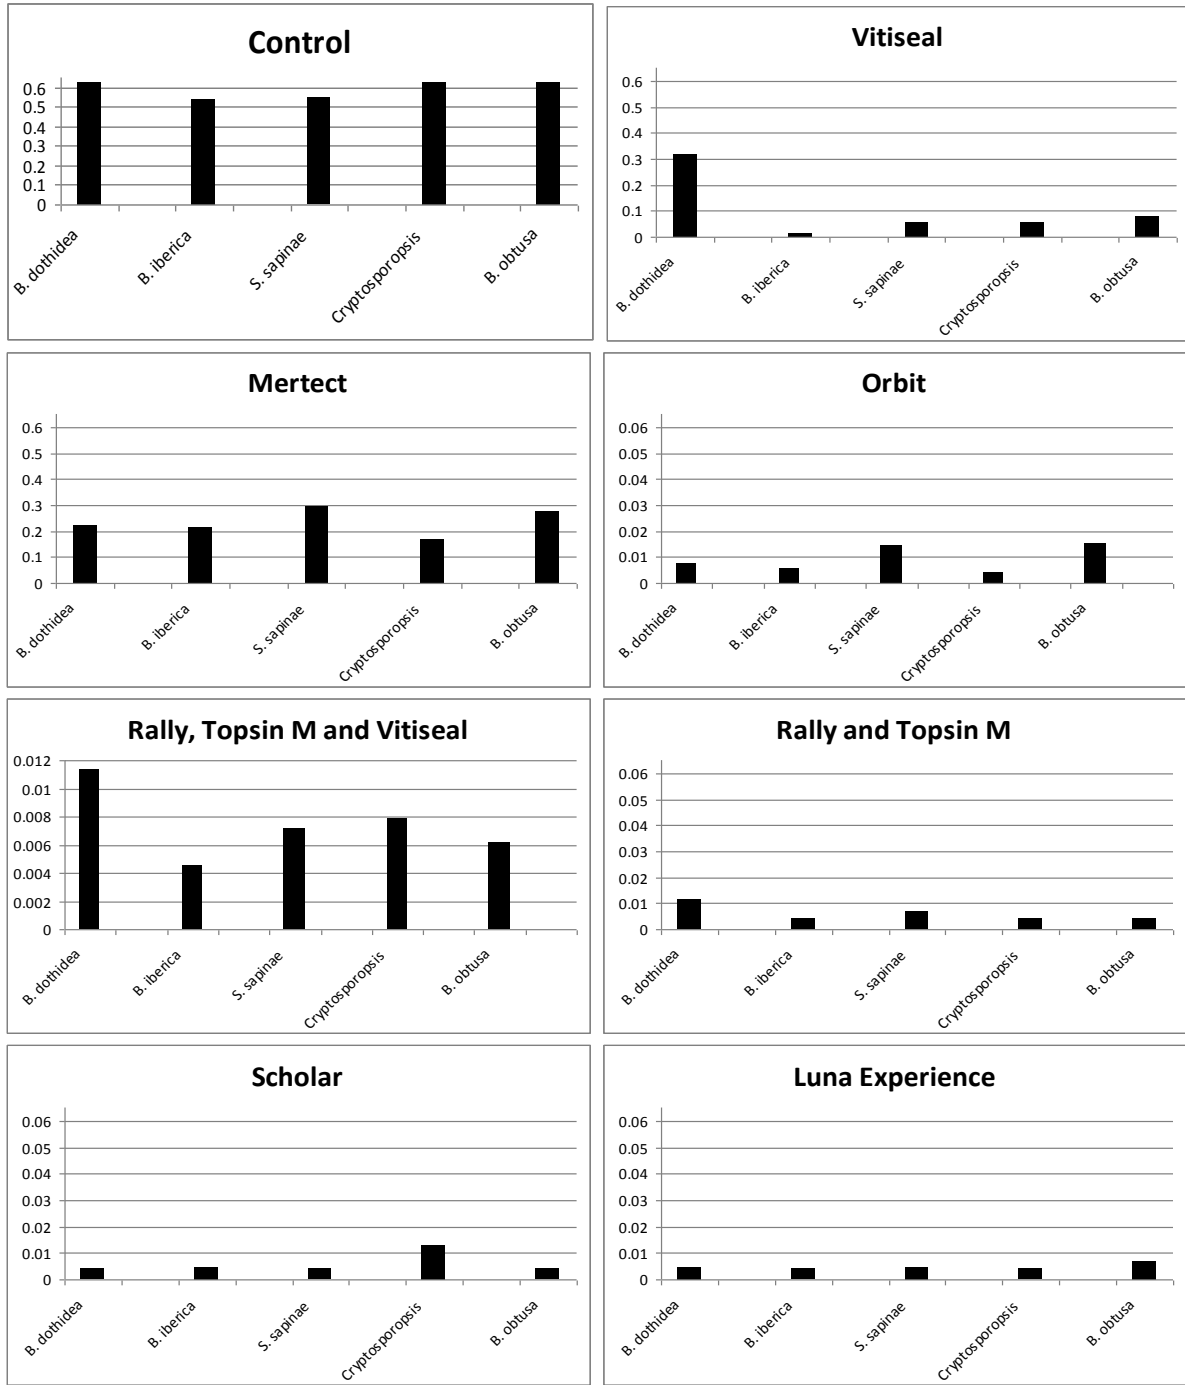 Control
0.6
0.5
0.4
0.3
0.2
0.1
0
B. dothidea
B. iberica
S. sapinae
Cryptosporopsis
B. obtusa
Vitiseal
0.6
0.5
0.4
0.3
0.2
0.1
0
B. dothidea
B. iberica
S. sapinae
Cryptosporopsis
B. obtusa
Mertect
0.6
0.5
0.4
0.3
0.2
0.1
0
B. dothidea
B. iberica
S. sapinae
Cryptosporopsis
B. obtusa
Orbit
0.06
0.05
0.04
0.03
0.02
0.01
0
B. dothidea
B. iberica
S. sapinae
Cryptosporopsis
B. obtusa
Rally, Topsin M and Vitiseal
0.012
0.01
0.008
0.006
0.004
0.002
0
B. dothidea
B. iberica
S. sapinae
Cryptosporopsis
B. obtusa
Rally and Topsin M
0.06
0.05
0.04
0.03
0.02
0.01
0
B. dothidea
B. iberica
S. sapinae
Cryptosporopsis
B. obtusa
Scholar
0.06
0.05
0.04
0.03
0.02
0.01
0
B. dothidea
B. iberica
S. sapinae
Cryptosporopsis
B. obtusa
Luna Experience
0.06
0.05
0.04
0.03
0.02
0.01
0
B. dothidea
B. iberica
S. sapinae
Cryptosporopsis
B. obtusa